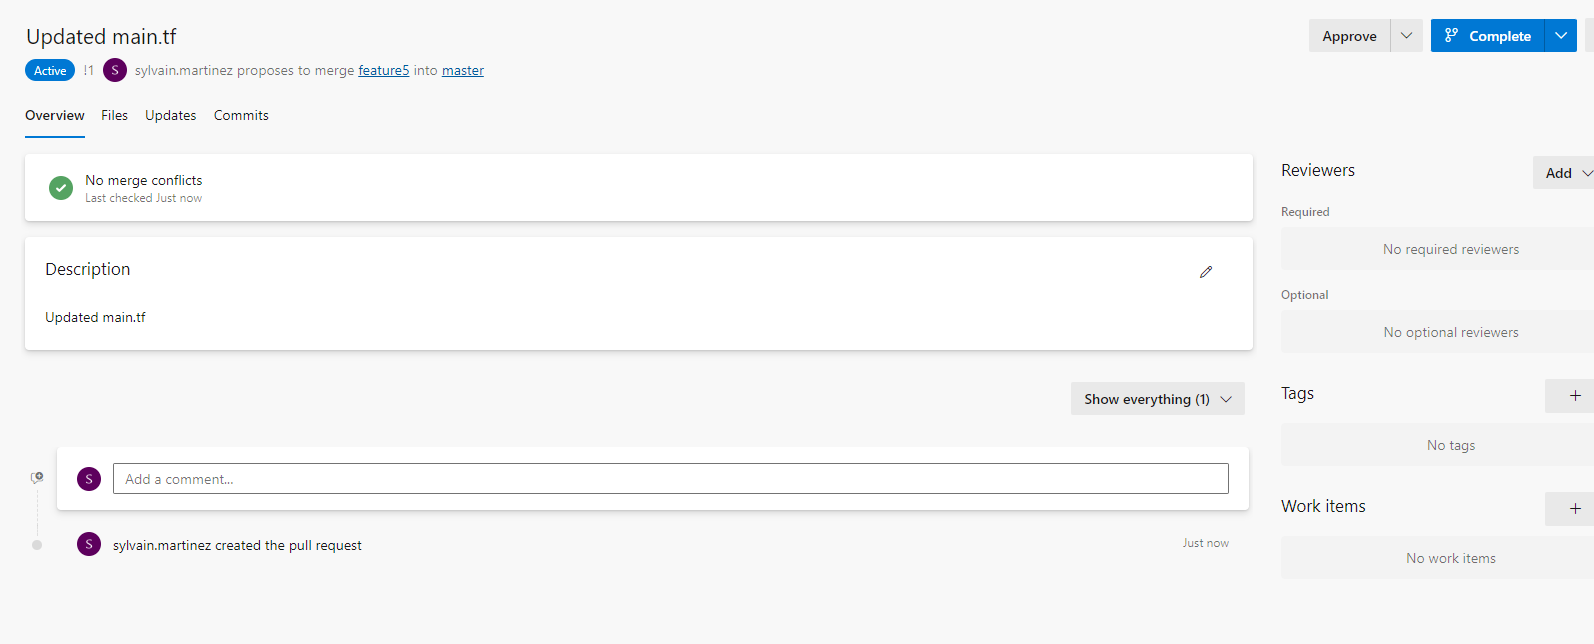 Updated main.tf
Approve
Complete
Active !1 S sylvain.martinez proposes to merge feature5 into master
Overview Files Updates Commits
No merge conflicts
Last checked Just now
Description
Updated main.tf
Show everything (1)
S Add a comment...
S sylvain.martinez created the pull request Just now
Reviewers
Add
Required
No required reviewers
Optional
No optional reviewers
Tags
No tags
Work items
No work items